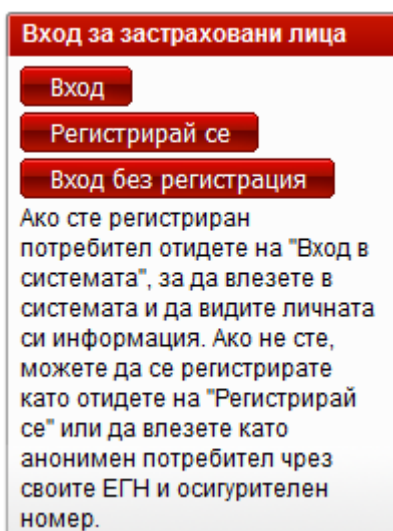 Вход за застраховани лица
Вход
Регистрирай се
Вход без регистрация
Ако сте регистриран
потребител отидете на "Вход в
системата", за да влезете в
системата и да видите личната
си информация. Ако не сте,
можете да се регистрирате
като отидете на "Регистрирай
се" или да влезете като
анонимен потребител чрез
своите ЕГН и осигурителен
номер.